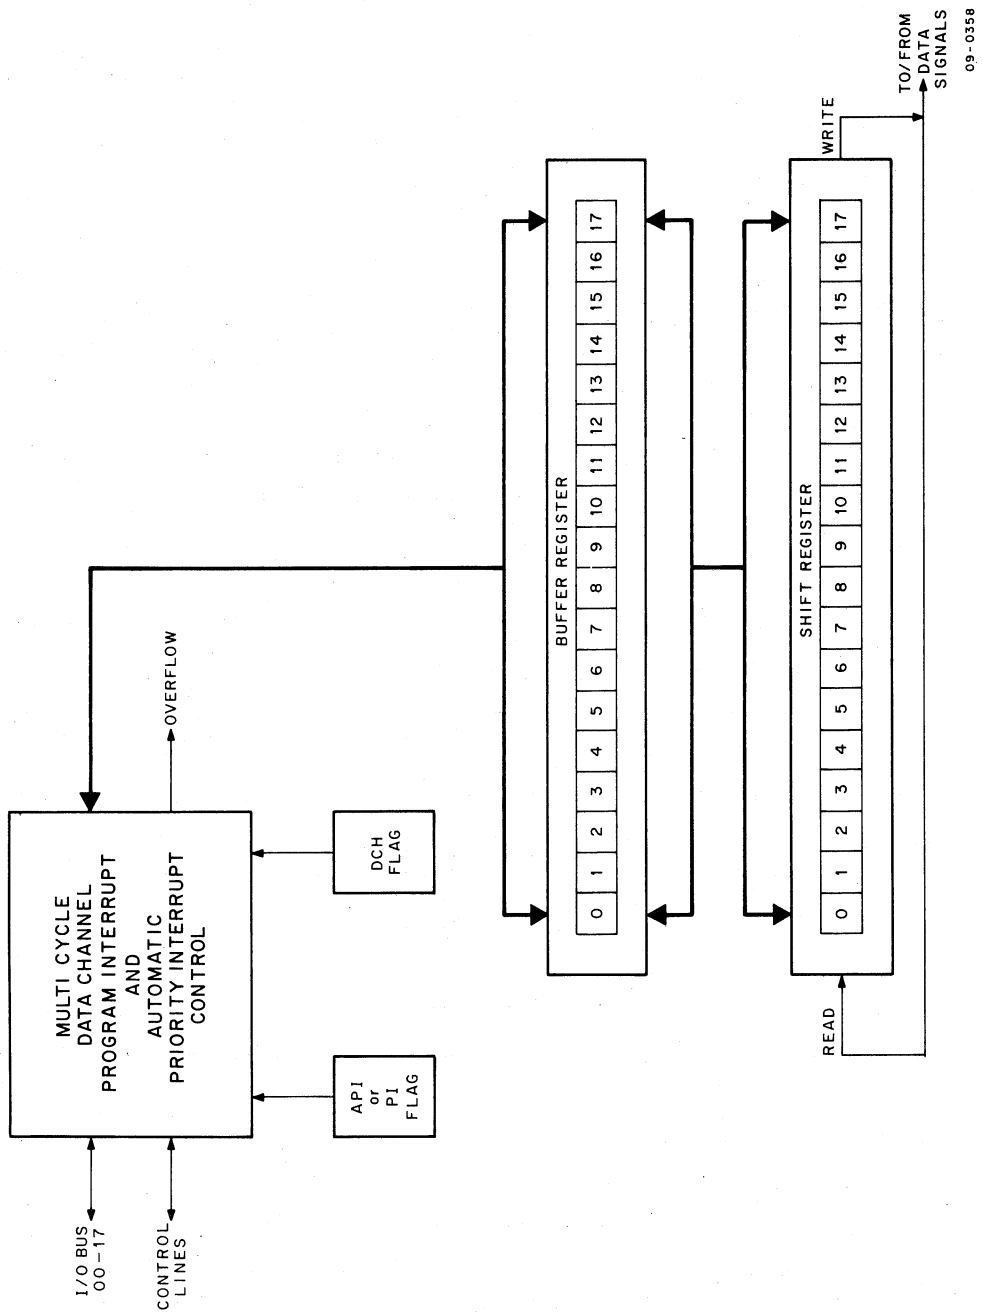 I/O BUS
00-17
CONTROL
LINES
MULTI CYCLE
DATA CHANNEL
PROGRAM INTERRUPT
AND
AUTOMATIC
PRIORITY INTERRUPT
CONTROL
OVERFLOW
API
or
PI
FLAG
DCH
FLAG
BUFFER REGISTER
0 1 2 3 4 5 6 7 8 9 10 11 12 13 14 15 16 17
SHIFT REGISTER
0 1 2 3 4 5 6 7 8 9 10 11 12 13 14 15 16 17
READ
WRITE
TO/FROM
DATA
SIGNALS
09-0358